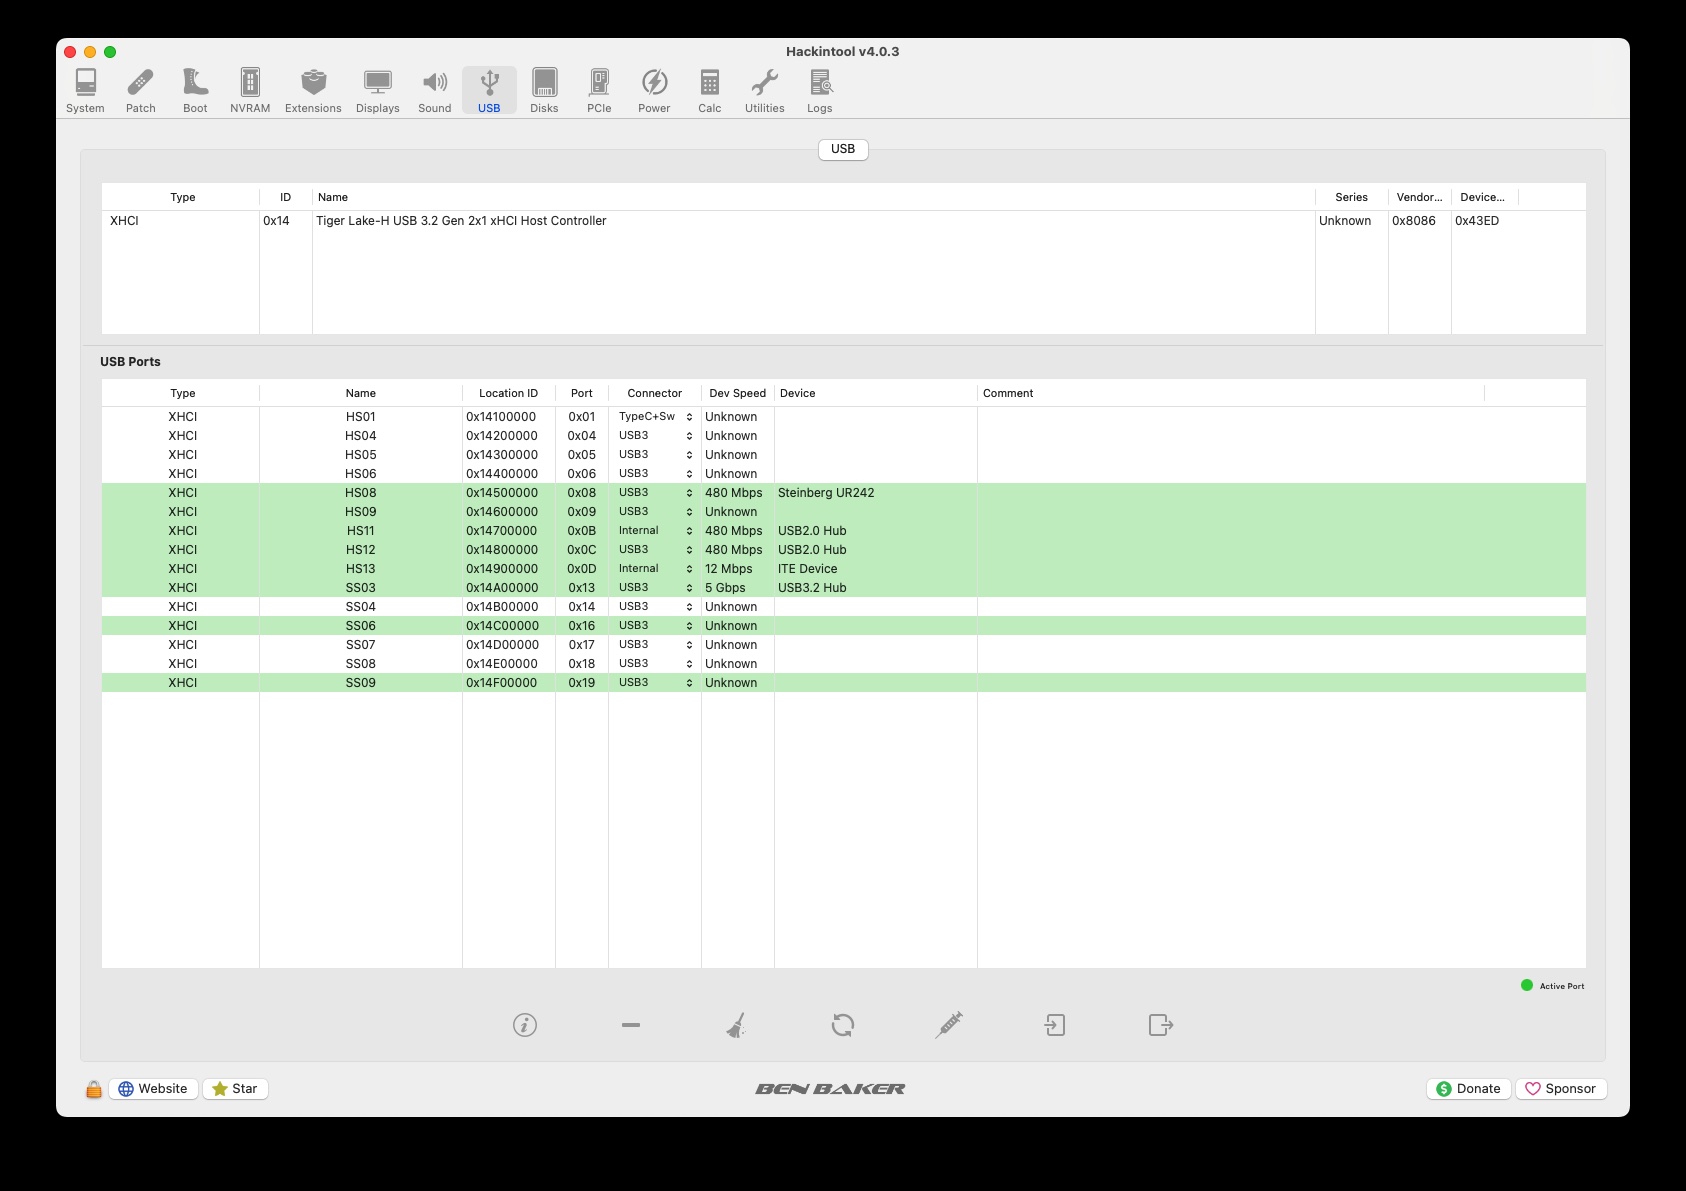 Hackintool v4.0.3
System Patch Boot NVRAM Extensions Displays Sound USB Disks PCIe Power Calc Utilities Logs
USB
Type ID Name Series Vendor... Device...
XHCI 0x14 Tiger Lake-H USB 3.2 Gen 2x1 xHCI Host Controller Unknown 0x8086 0x43ED
USB Ports
Type Name Location ID Port Connector Dev Speed Device Comment
XHCI HS01 0x14100000 0x01 TypeC+Sw Unknown
XHCI HS04 0x14200000 0x04 USB3 Unknown
XHCI HS05 0x14300000 0x05 USB3 Unknown
XHCI HS06 0x14400000 0x06 USB3 Unknown
XHCI HS08 0x14500000 0x08 USB3 480 Mbps Steinberg UR242
XHCI HS09 0x14600000 0x09 USB3 Unknown
XHCI HS11 0x14700000 0x0B Internal 480 Mbps USB2.0 Hub
XHCI HS12 0x14800000 0x0C USB3 480 Mbps USB2.0 Hub
XHCI HS13 0x14900000 0x0D Internal 12 Mbps ITE Device
XHCI SS03 0x14A00000 0x13 USB3 5 Gbps USB3.2 Hub
XHCI SS04 0x14B00000 0x14 USB3 Unknown
XHCI SS06 0x14C00000 0x16 USB3 Unknown
XHCI SS07 0x14D00000 0x17 USB3 Unknown
XHCI SS08 0x14E00000 0x18 USB3 Unknown
XHCI SS09 0x14F00000 0x19 USB3 Unknown
Active Port
Website Star BEN BAKER Donate Sponsor